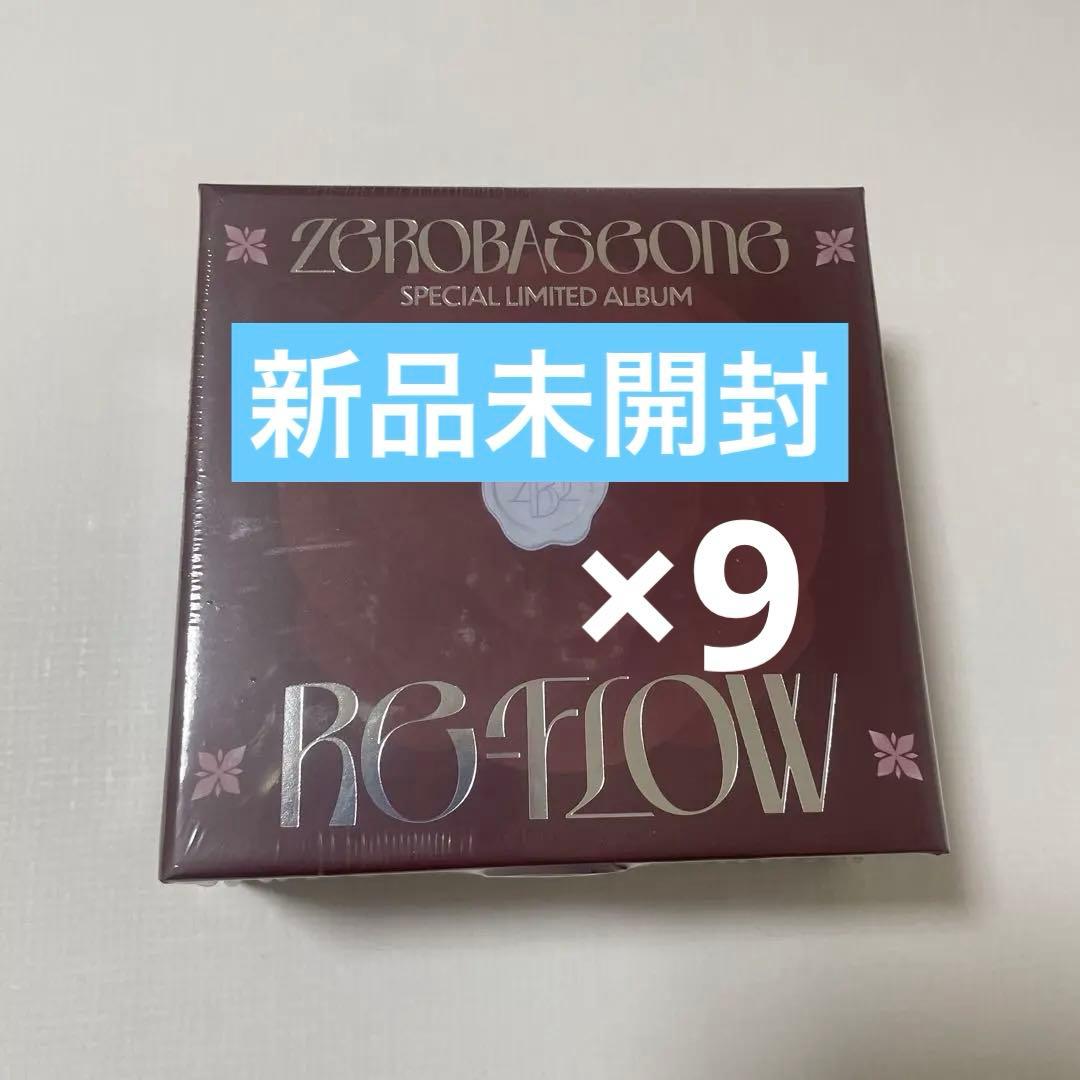 ZEROBASEONE
SPECIAL LIMITED ALBUM
新品未開封
×9
RE-FLOW